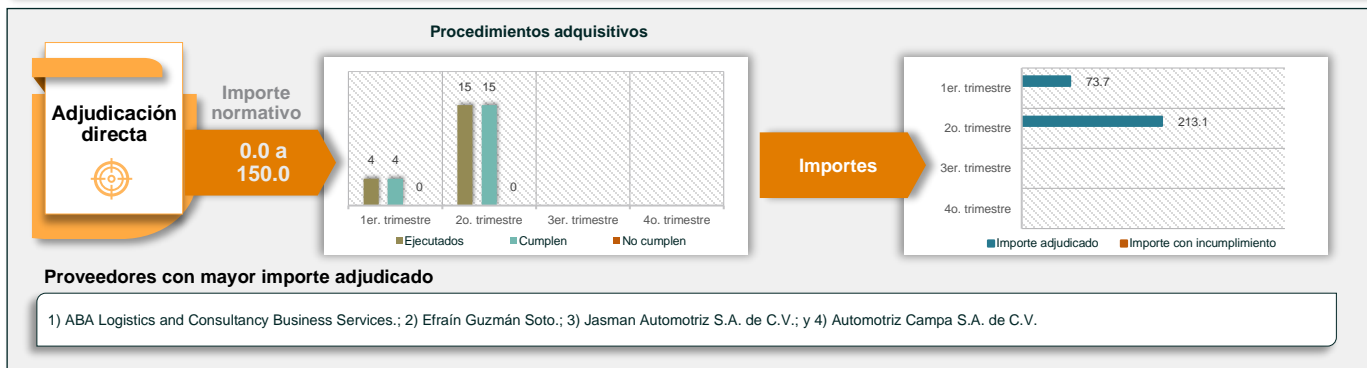 Procedimientos adquisitivos
Adjudicación
directa
Importe
normativo
0.0 a
150.0
4
4
0
15
15
0
1er. trimestre
2o. trimestre
3er. trimestre
4o. trimestre
Ejecutados
Cumplen
No cumplen
Importes
1er. trimestre
73.7
2o. trimestre
213.1
3er. trimestre
4o. trimestre
Importe adjudicado
Importe con incumplimiento
Proveedores con mayor importe adjudicado
1) ABA Logistics and Consultancy Business Services.; 2) Efraín Guzmán Soto.; 3) Jasman Automotriz S.A. de C.V.; y 4) Automotriz Campa S.A. de C.V.